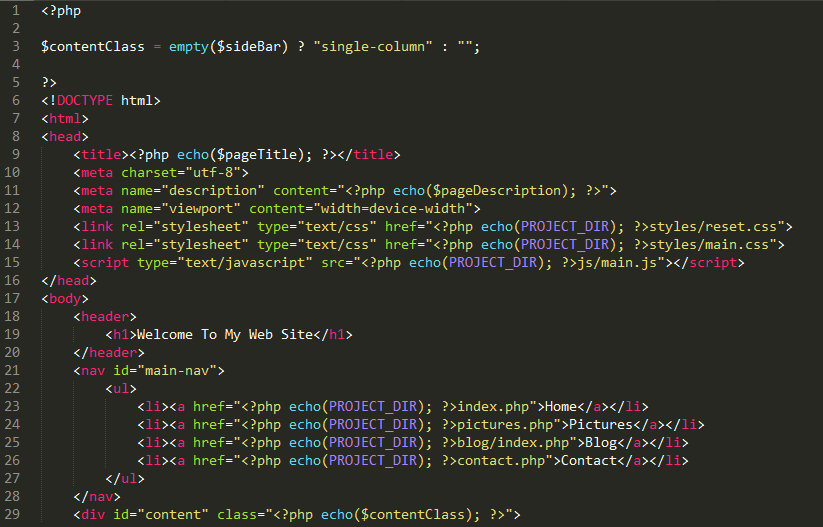 1 <?php
2
3 $contentClass = empty($sideBar) ? "single-column" : "";
4
5 ?>
6 <!DOCTYPE html>
7 <html>
8 <head>
9     <title><?php echo($pageTitle); ?></title>
10     <meta charset="utf-8">
11     <meta name="description" content="<?php echo($pageDescription); ?>">
12     <meta name="viewport" content="width=device-width">
13     <link rel="stylesheet" type="text/css" href="<?php echo(PROJECT_DIR); ?>styles/reset.css">
14     <link rel="stylesheet" type="text/css" href="<?php echo(PROJECT_DIR); ?>styles/main.css">
15     <script type="text/javascript" src="<?php echo(PROJECT_DIR); ?>js/main.js"></script>
16 </head>
17 <body>
18     <header>
19         <h1>Welcome To My Web Site</h1>
20     </header>
21     <nav id="main-nav">
22         <ul>
23             <li><a href="<?php echo(PROJECT_DIR); ?>index.php">Home</a></li>
24             <li><a href="<?php echo(PROJECT_DIR); ?>pictures.php">Pictures</a></li>
25             <li><a href="<?php echo(PROJECT_DIR); ?>blog/index.php">Blog</a></li>
26             <li><a href="<?php echo(PROJECT_DIR); ?>contact.php">Contact</a></li>
27         </ul>
28     </nav>
29     <div id="content" class="<?php echo($contentClass); ?>">